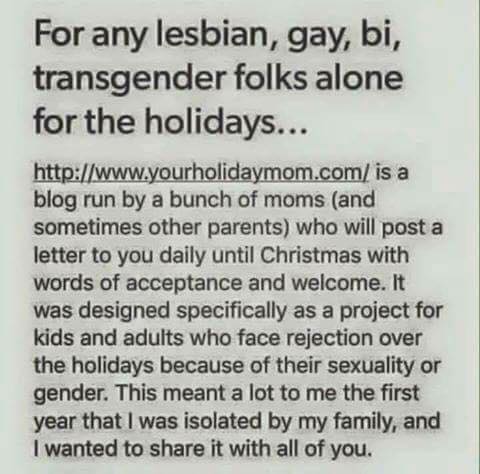 For any lesbian, gay, bi,
transgender folks alone
for the holidays...
http://www.yourholidaymom.com/ is a
blog run by a bunch of moms (and
sometimes other parents) who will post a
letter to you daily until Christmas with
words of acceptance and welcome. It
was designed specifically as a project for
kids and adults who face rejection over
the holidays because of their sexuality or
gender. This meant a lot to me the first
year that I was isolated by my family, and
I wanted to share it with all of you.